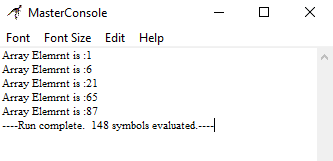 MasterConsole
Font Font Size Edit Help
Array Elemrnt is :1
Array Elemrnt is :6
Array Elemrnt is :21
Array Elemrnt is :65
Array Elemrnt is :87
----Run complete.  148 symbols evaluated.----